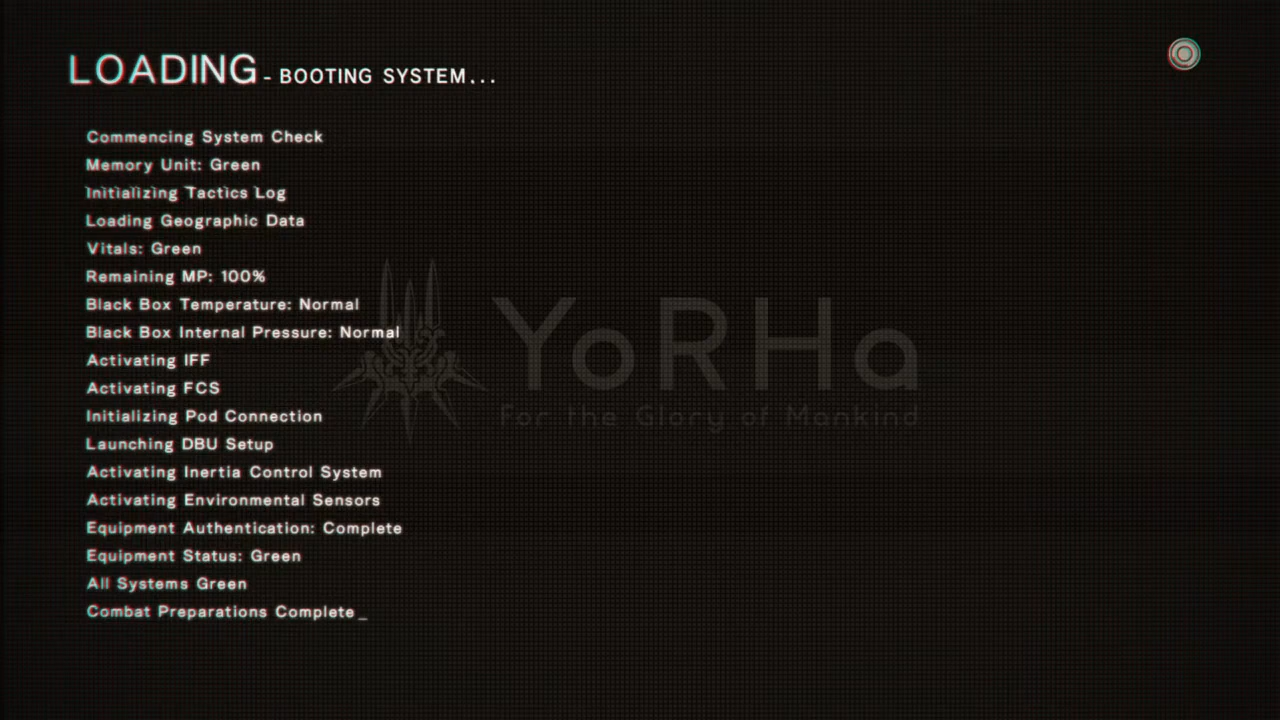 LOADING - BOOTING SYSTEM...
Commencing System Check
Memory Unit: Green
Initializing Tactics Log
Loading Geographic Data
Vitals: Green
Remaining MP: 100%
Black Box Temperature: Normal
Black Box Internal Pressure: Normal
Activating IFF
Activating FCS
Initializing Pod Connection
Launching DBU Setup
Activating Inertia Control System
Activating Environmental Sensors
Equipment Authentication: Complete
Equipment Status: Green
All Systems Green
Combat Preparations Complete_
YoRHa
For the Glory of Mankind